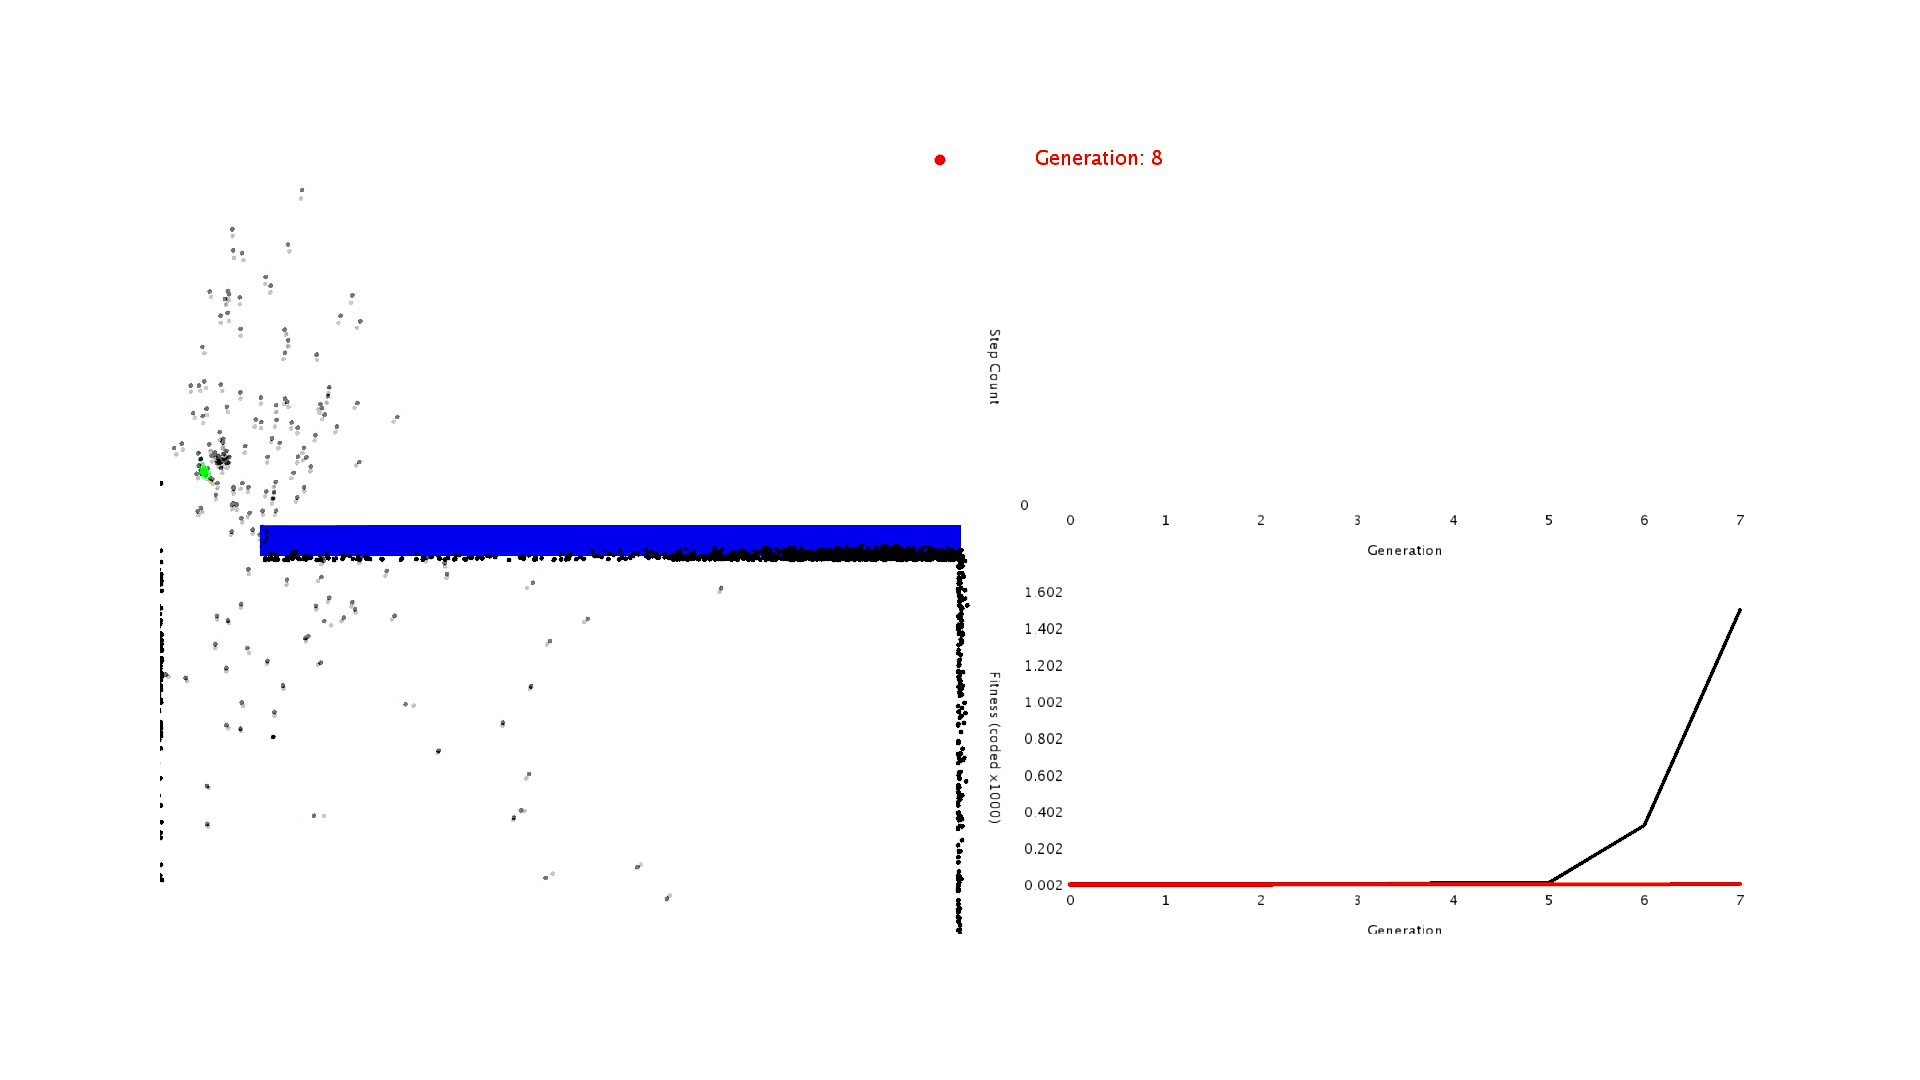 Generation: 8
Step Count
0
0 1 2 3 4 5 6 7
Generation
1.602
1.402
1.202
1.002
0.802
0.602
0.402
0.202
0.002
Fitness (coded x1000)
0 1 2 3 4 5 6 7
Generation